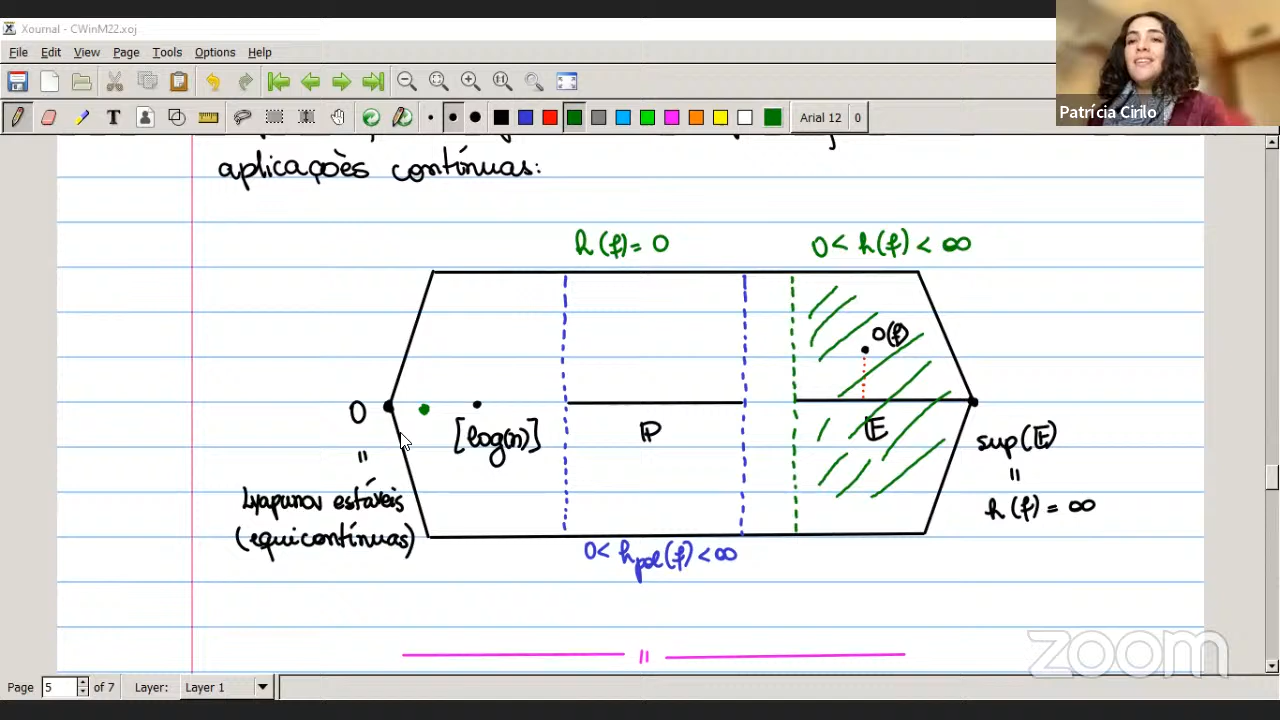 Xournal - CWinM22.xoj
File Edit View Page Tools Options Help
Arial 12 0
Patrícia Cirilo
aplicações contínuas:
h(f) = 0
0 < h(f) < ∞
o(f)
0
[log(n)]
ℙ
𝔼
sup(𝔼)
=
=
Lyapunov estáveis
h(f) = ∞
(equicontínuas)
0 < h_pol(f) < ∞
zoom
Page 5 of 7 Layer: Layer 1